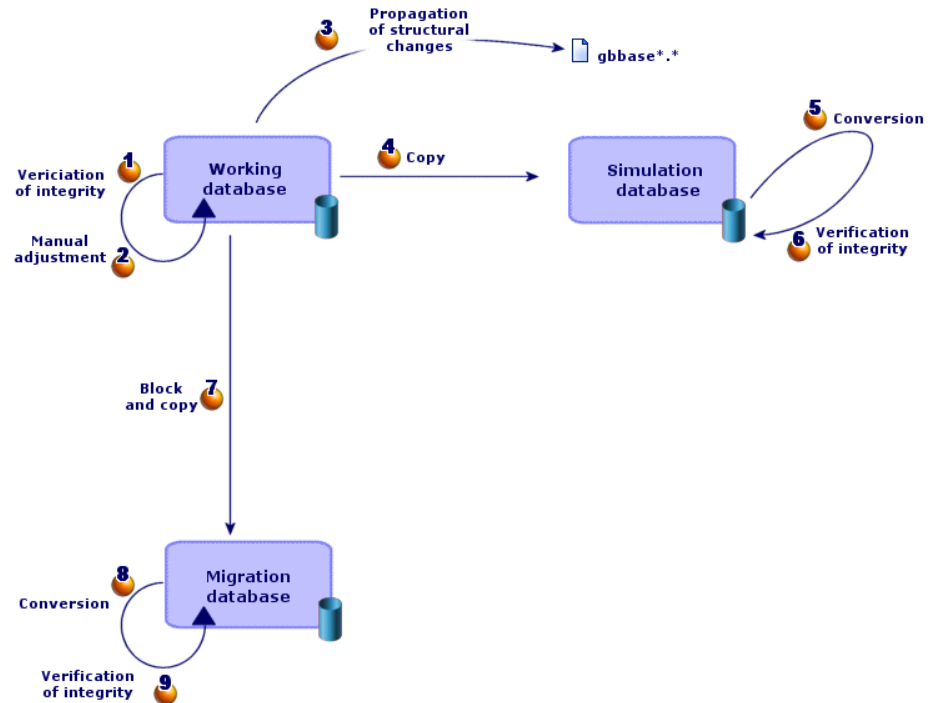 3
Propagation
of structural
changes
gbbase*.*
1
Vericiation
of integrity
Manual
adjustment
2
Working
database
4
Copy
Simulation
database
5
Conversion
6
Verification
of integrity
Block
and copy
7
8
Conversion
Migration
database
Verification
of integrity
9